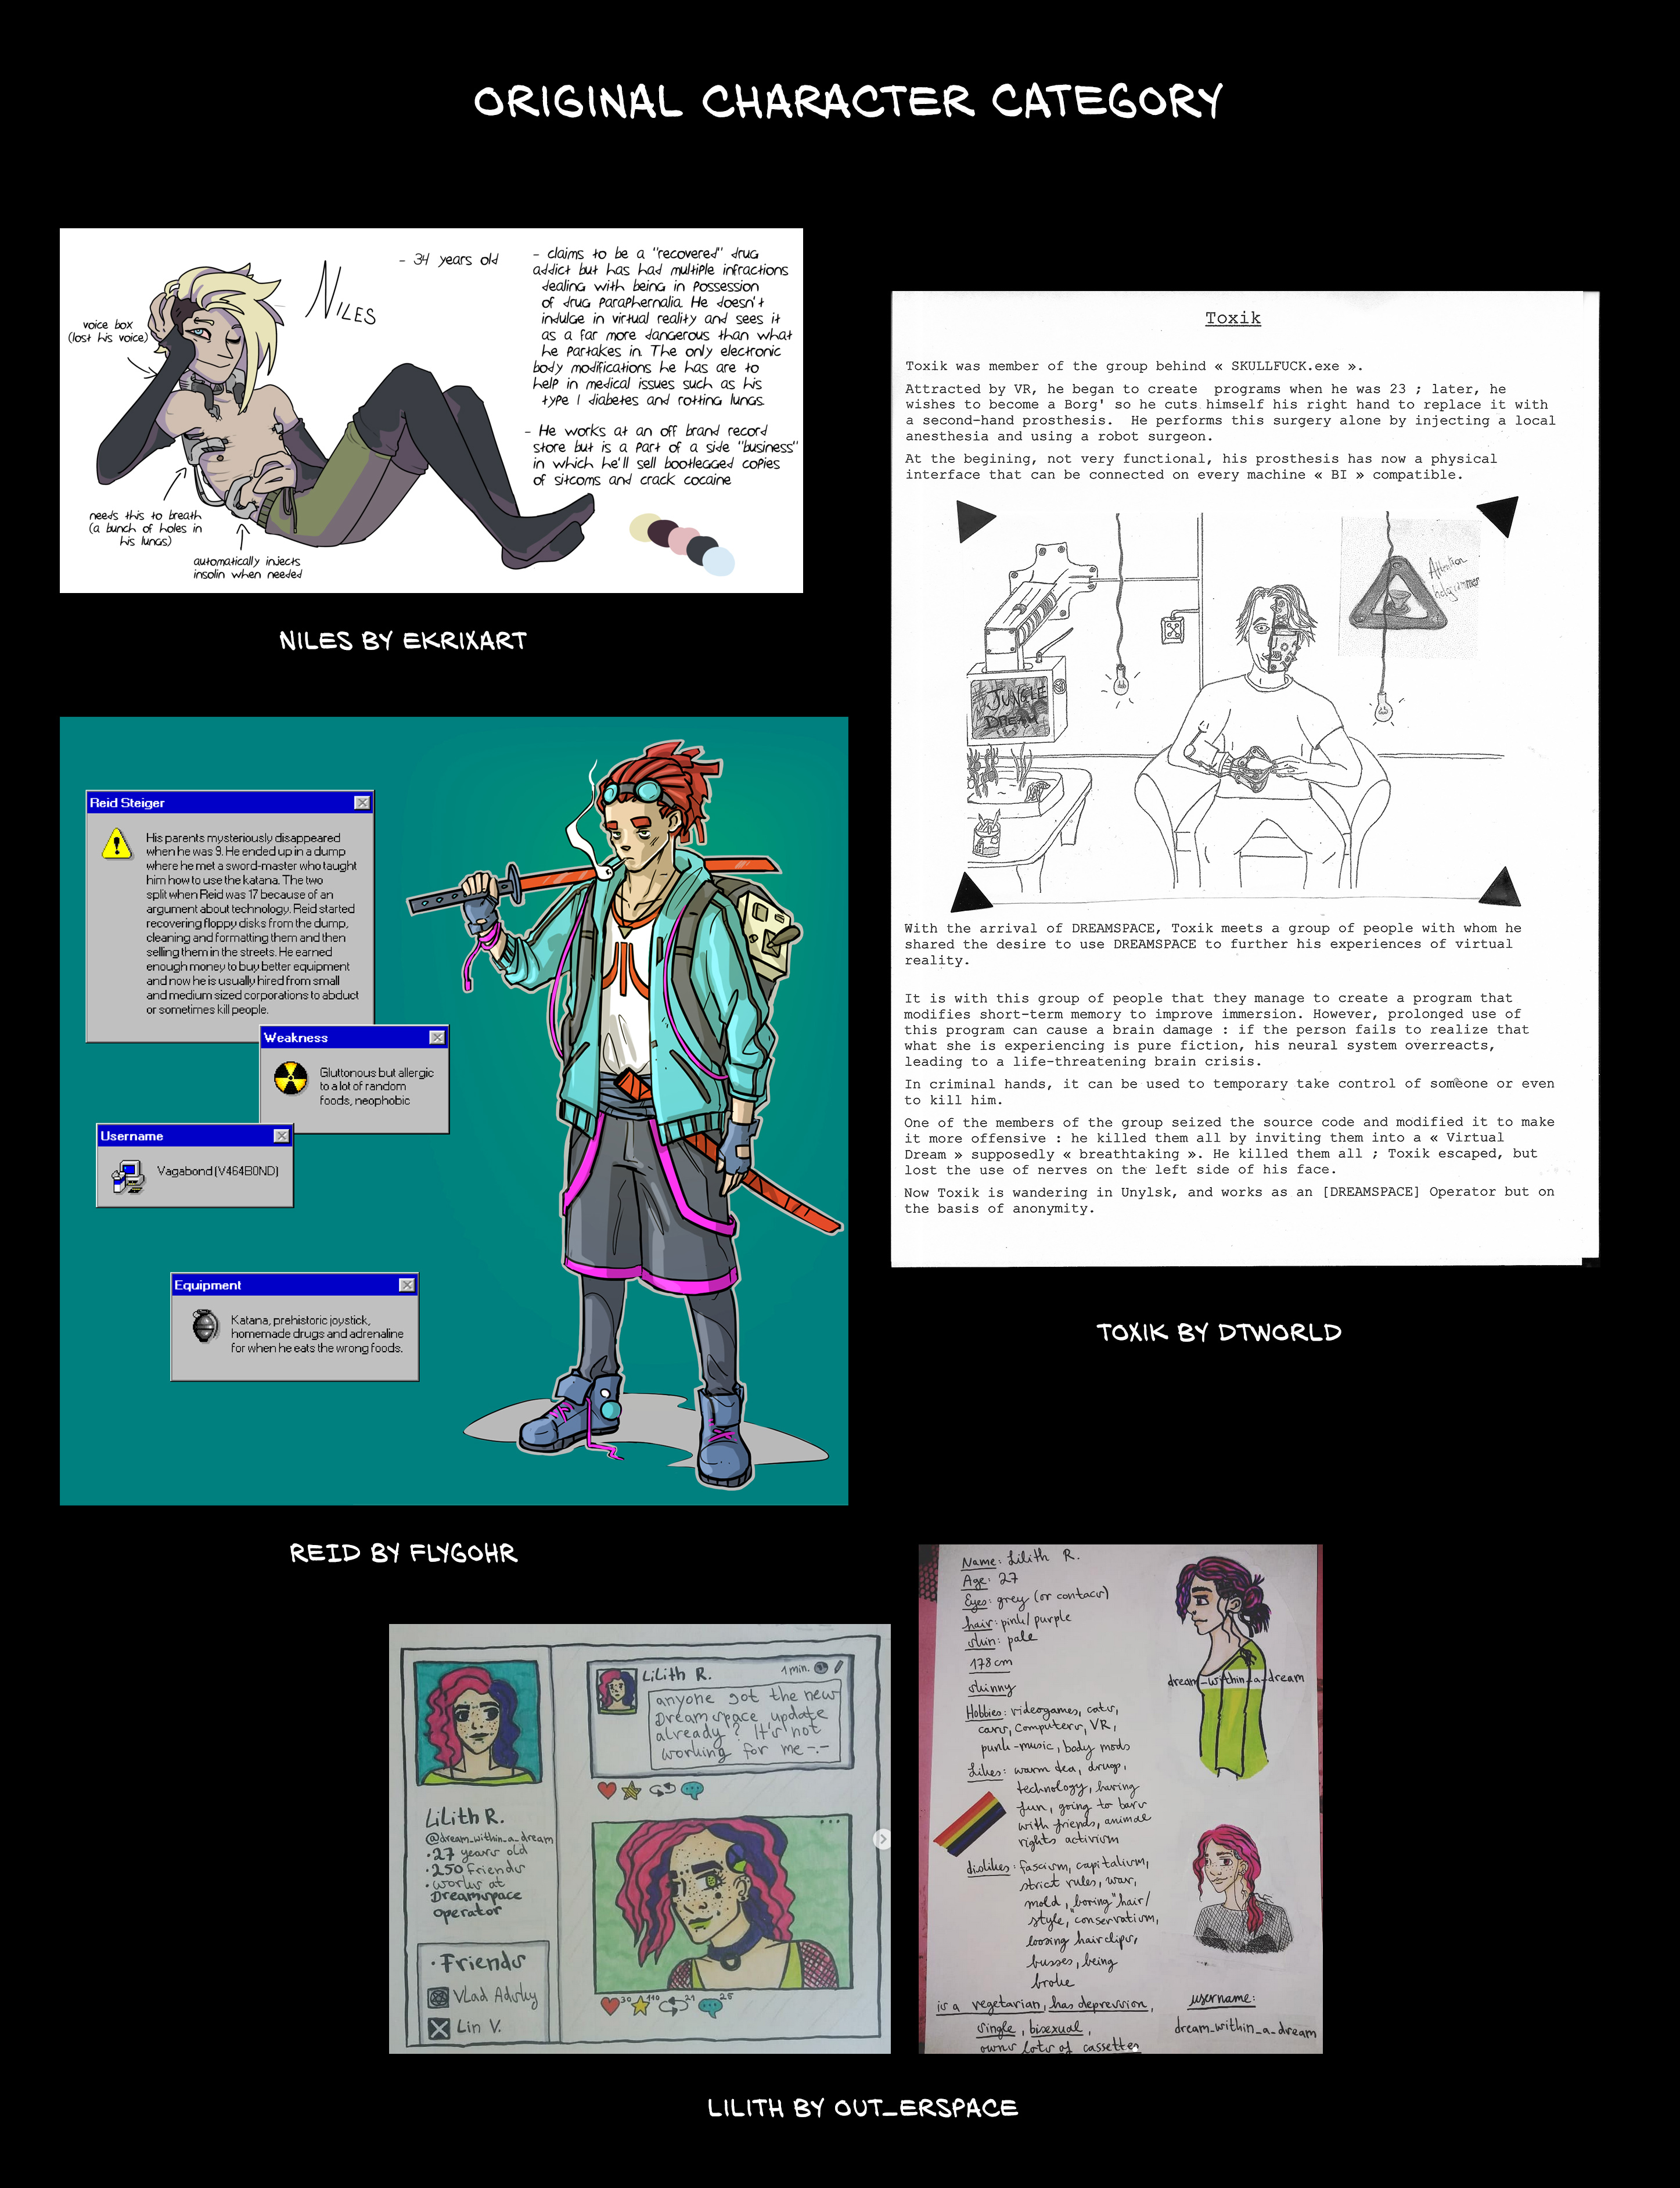 ORIGINAL CHARACTER CATEGORY
NILES
- 34 years old
- claims to be a "recovered" drug
addict but has had multiple infractions
dealing with being in possession
of drug paraphernalia. He doesn't
indulge in virtual reality and sees it
as a far more dangerous than what
he partakes in. The only electronic
body modifications he has are to
help in medical issues such as his
type 1 diabetes and rotting lungs.
- He works at an off brand record
store but is a part of a side "business"
in which he'll sell bootlegged copies
of sitcoms and crack cocaine
voice box
(lost his voice)
needs this to breath
(a bunch of holes in
his lungs)
automatically injects
insolin when needed
NILES BY EKRIXART
Toxik
Toxik was member of the group behind « SKULLFUCK.exe ».
Attracted by VR, he began to create programs when he was 23 ; later, he
wishes to become a Borg' so he cuts himself his right hand to replace it with
a second-hand prosthesis. He performs this surgery alone by injecting a local
anesthesia and using a robot surgeon.
At the begining, not very functional, his prosthesis has now a physical
interface that can be connected on every machine « BI » compatible.
JUNGLE
DREAM
Attention
With the arrival of DREAMSPACE, Toxik meets a group of people with whom he
shared the desire to use DREAMSPACE to further his experiences of virtual
reality.
It is with this group of people that they manage to create a program that
modifies short-term memory to improve immersion. However, prolonged use of
this program can cause a brain damage : if the person fails to realize that
what she is experiencing is pure fiction, his neural system overreacts,
leading to a life-threatening brain crisis.
In criminal hands, it can be used to temporary take control of someone or even
to kill him.
One of the members of the group seized the source code and modified it to make
it more offensive : he killed them all by inviting them into a « Virtual
Dream » supposedly « breathtaking ». He killed them all ; Toxik escaped, but
lost the use of nerves on the left side of his face.
Now Toxik is wandering in Unylsk, and works as an [DREAMSPACE] Operator but on
the basis of anonymity.
TOXIK BY DTWORLD
Reid Steiger
His parents mysteriously disappeared
when he was 9. He ended up in a dump
where he met a sword-master who taught
him how to use the katana. The two
split when Reid was 17 because of an
argument about technology. Reid started
recovering floppy disks from the dump,
cleaning and formatting them and then
selling them in the streets. He earned
enough money to buy better equipment
and now he is usually hired from small
and medium sized corporations to abduct
or sometimes kill people.
Weakness
Gluttonous but allergic
to a lot of random
foods, neophobic
Username
Vagabond (V464B0ND)
Equipment
Katana, prehistoric joystick,
homemade drugs and adrenaline
for when he eats the wrong foods.
REID BY FLYGOHR
Lilith R.
@dream_within_a_dream
·27 years old
·250 friends
·works at
Dreamspace
operator
·Friends
Vlad Adsky
Lin V.
Lilith R.
1 min.
anyone got the new
Dreamspace update
already? It's not
working for me -.-
30
110
21
25
Name: Lilith R.
Age: 27
Eyes: grey (or contacs)
hair: pink/purple
skin: pale
178cm
skinny
Hobbies: videogames, cats,
cars, computers, VR,
punk-music, body mods
Likes: warm tea, drugs,
technology, having
fun, going to bars
with friends, animal
rights activism
dislikes: fascism, capitalism,
strict rules, war,
mold, "boring" hair/
style, conservatism,
loosing hairclips,
busses, being
broke
is a vegetarian, has depression,
single, bisexual,
owns lots of cassettes
dream_within_a_dream
username:
dream_within_a_dream
LILITH BY OUT_ERSPACE